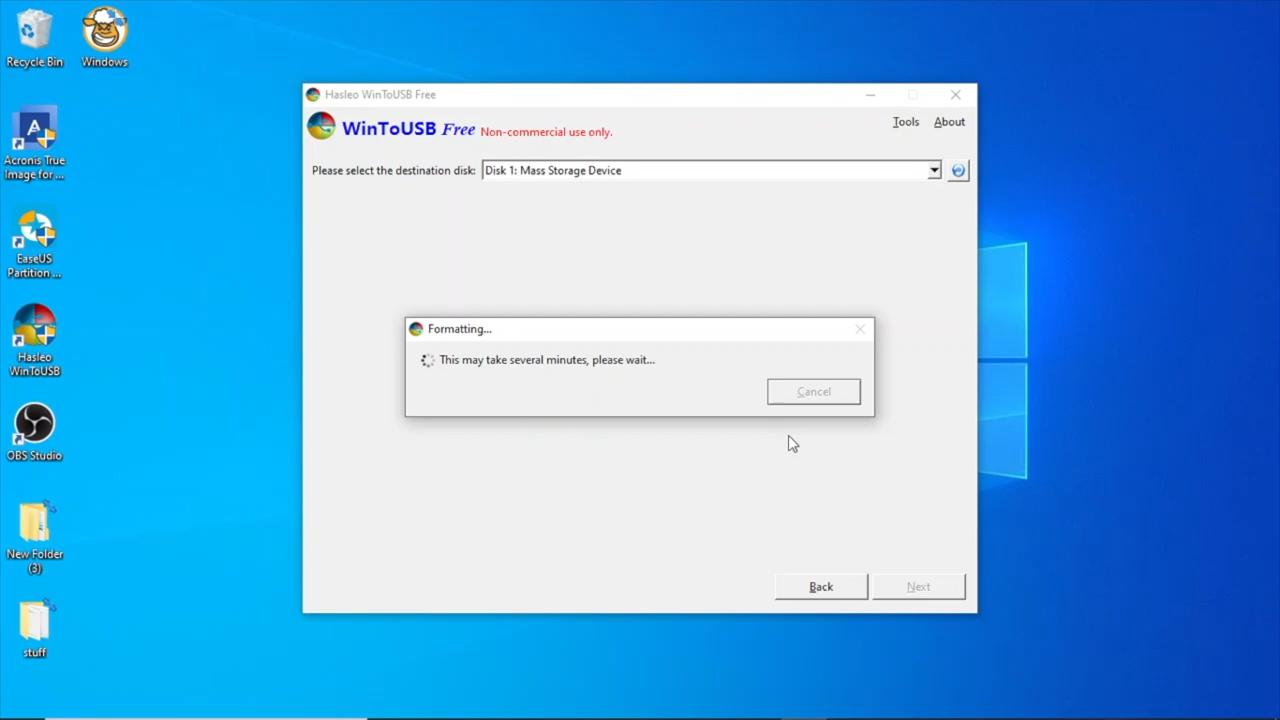 Recycle Bin
Windows
Acronis True
Image for ...
EaseUS
Partition ...
Hasleo
WinToUSB
OBS Studio
New Folder
(3)
stuff
Hasleo WinToUSB Free
WinToUSB Free Non-commercial use only.
Tools About
Please select the destination disk: Disk 1: Mass Storage Device
Formatting...
This may take several minutes, please wait...
Cancel
Back Next